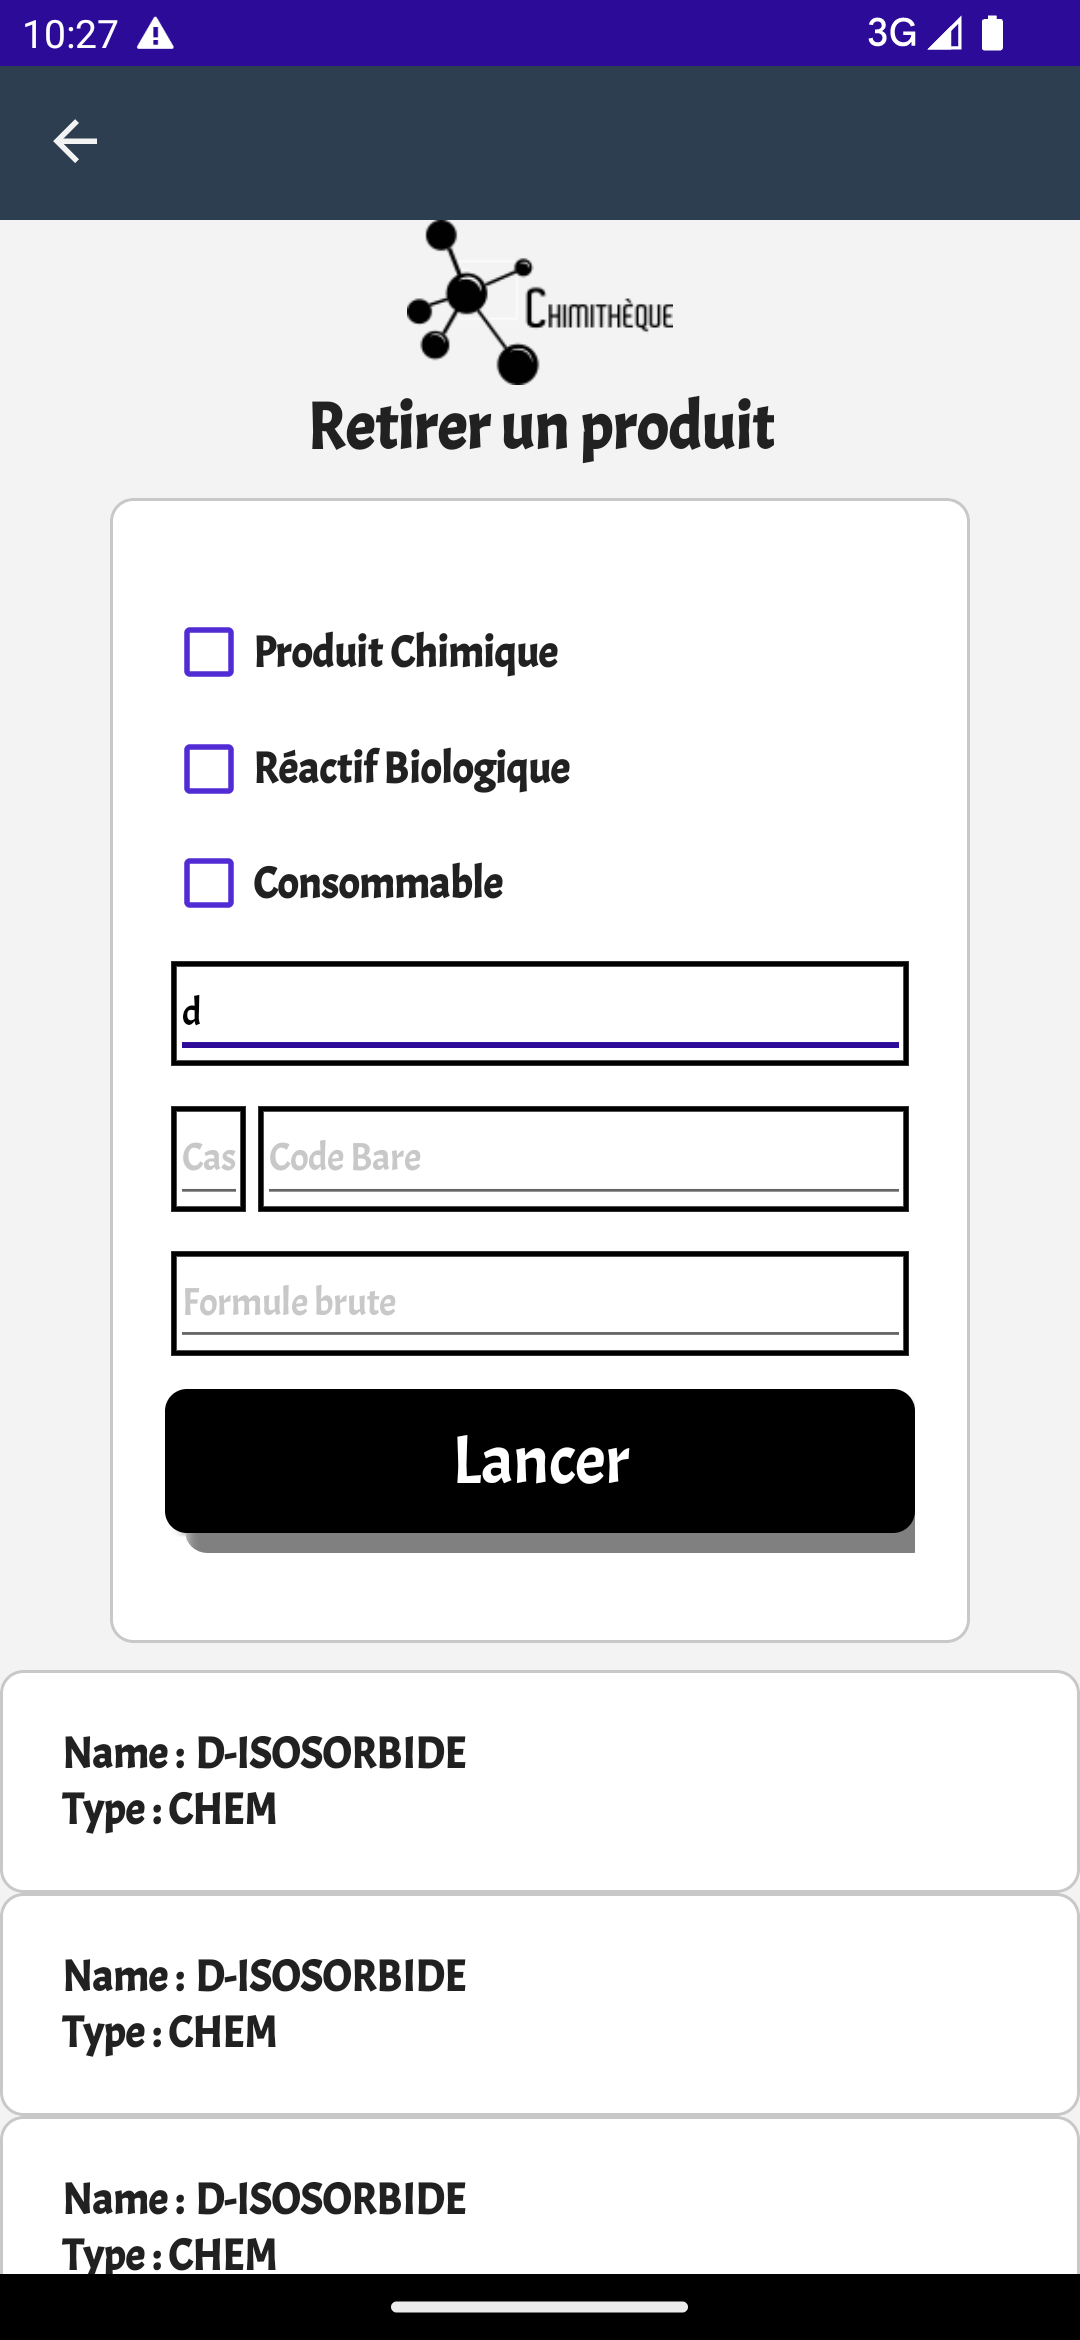 10:27
3G
CHIMITHÈQUE
Retirer un produit
Produit Chimique
Réactif Biologique
Consommable
d
Cas
Code Bare
Formule brute
Lancer
Name : D-ISOSORBIDE
Type : CHEM
Name : D-ISOSORBIDE
Type : CHEM
Name : D-ISOSORBIDE
Type : CHEM